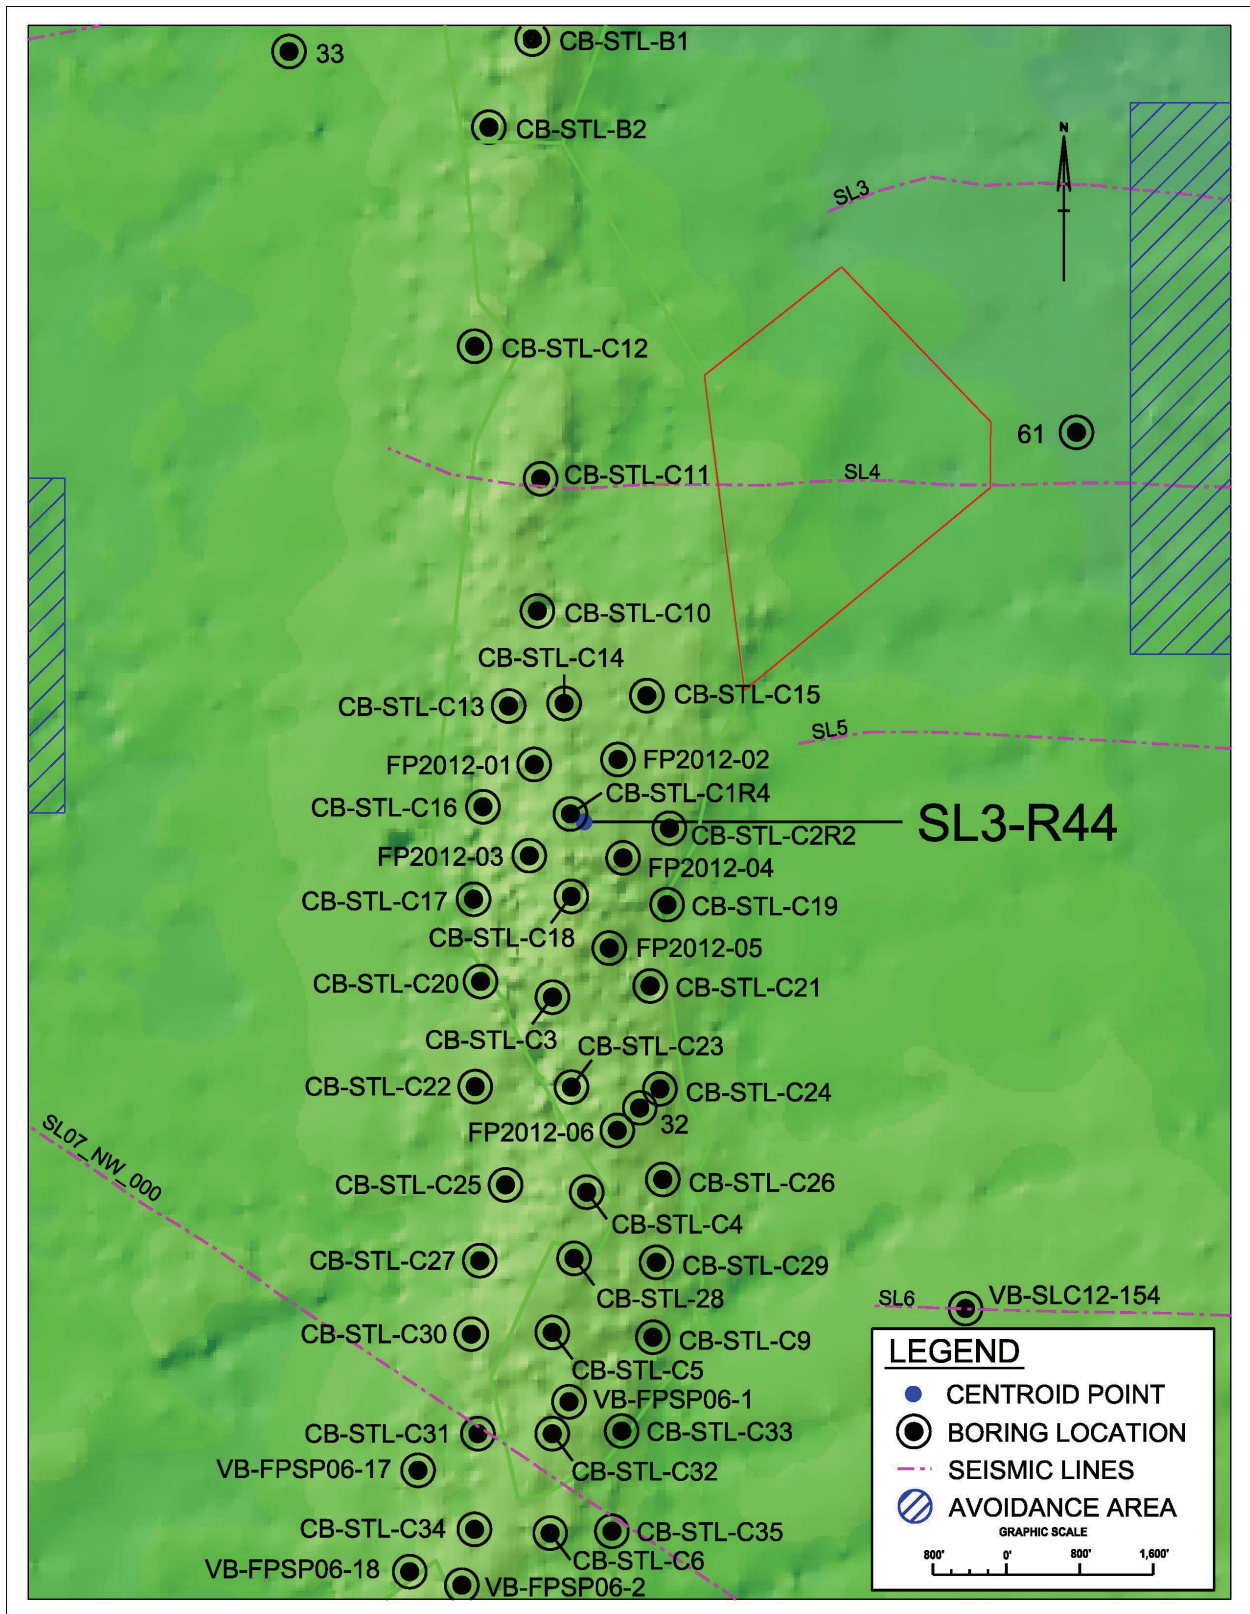 CB-STL-B1
33
CB-STL-B2
N
SL3
CB-STL-C12
61
CB-STL-C11
SL4
CB-STL-C10
CB-STL-C14
CB-STL-C15
CB-STL-C13
SL5
FP2012-02
FP2012-01
CB-STL-C1R4
CB-STL-C16
SL3-R44
CB-STL-C2R2
FP2012-03
FP2012-04
CB-STL-C17
CB-STL-C19
CB-STL-C18
FP2012-05
CB-STL-C20
CB-STL-C21
CB-STL-C3
CB-STL-C23
CB-STL-C22
CB-STL-C24
32
FP2012-06
SL07_NW_000
CB-STL-C25
CB-STL-C26
CB-STL-C4
CB-STL-C27
CB-STL-C29
CB-STL-28
SL6
VB-SLC12-154
CB-STL-C30
CB-STL-C9
CB-STL-C5
VB-FPSP06-1
CB-STL-C31
CB-STL-C33
VB-FPSP06-17
CB-STL-C32
CB-STL-C34
CB-STL-C35
CB-STL-C6
VB-FPSP06-18
VB-FPSP06-2
LEGEND
CENTROID POINT
BORING LOCATION
SEISMIC LINES
AVOIDANCE AREA
GRAPHIC SCALE
800' 0' 800' 1,600'